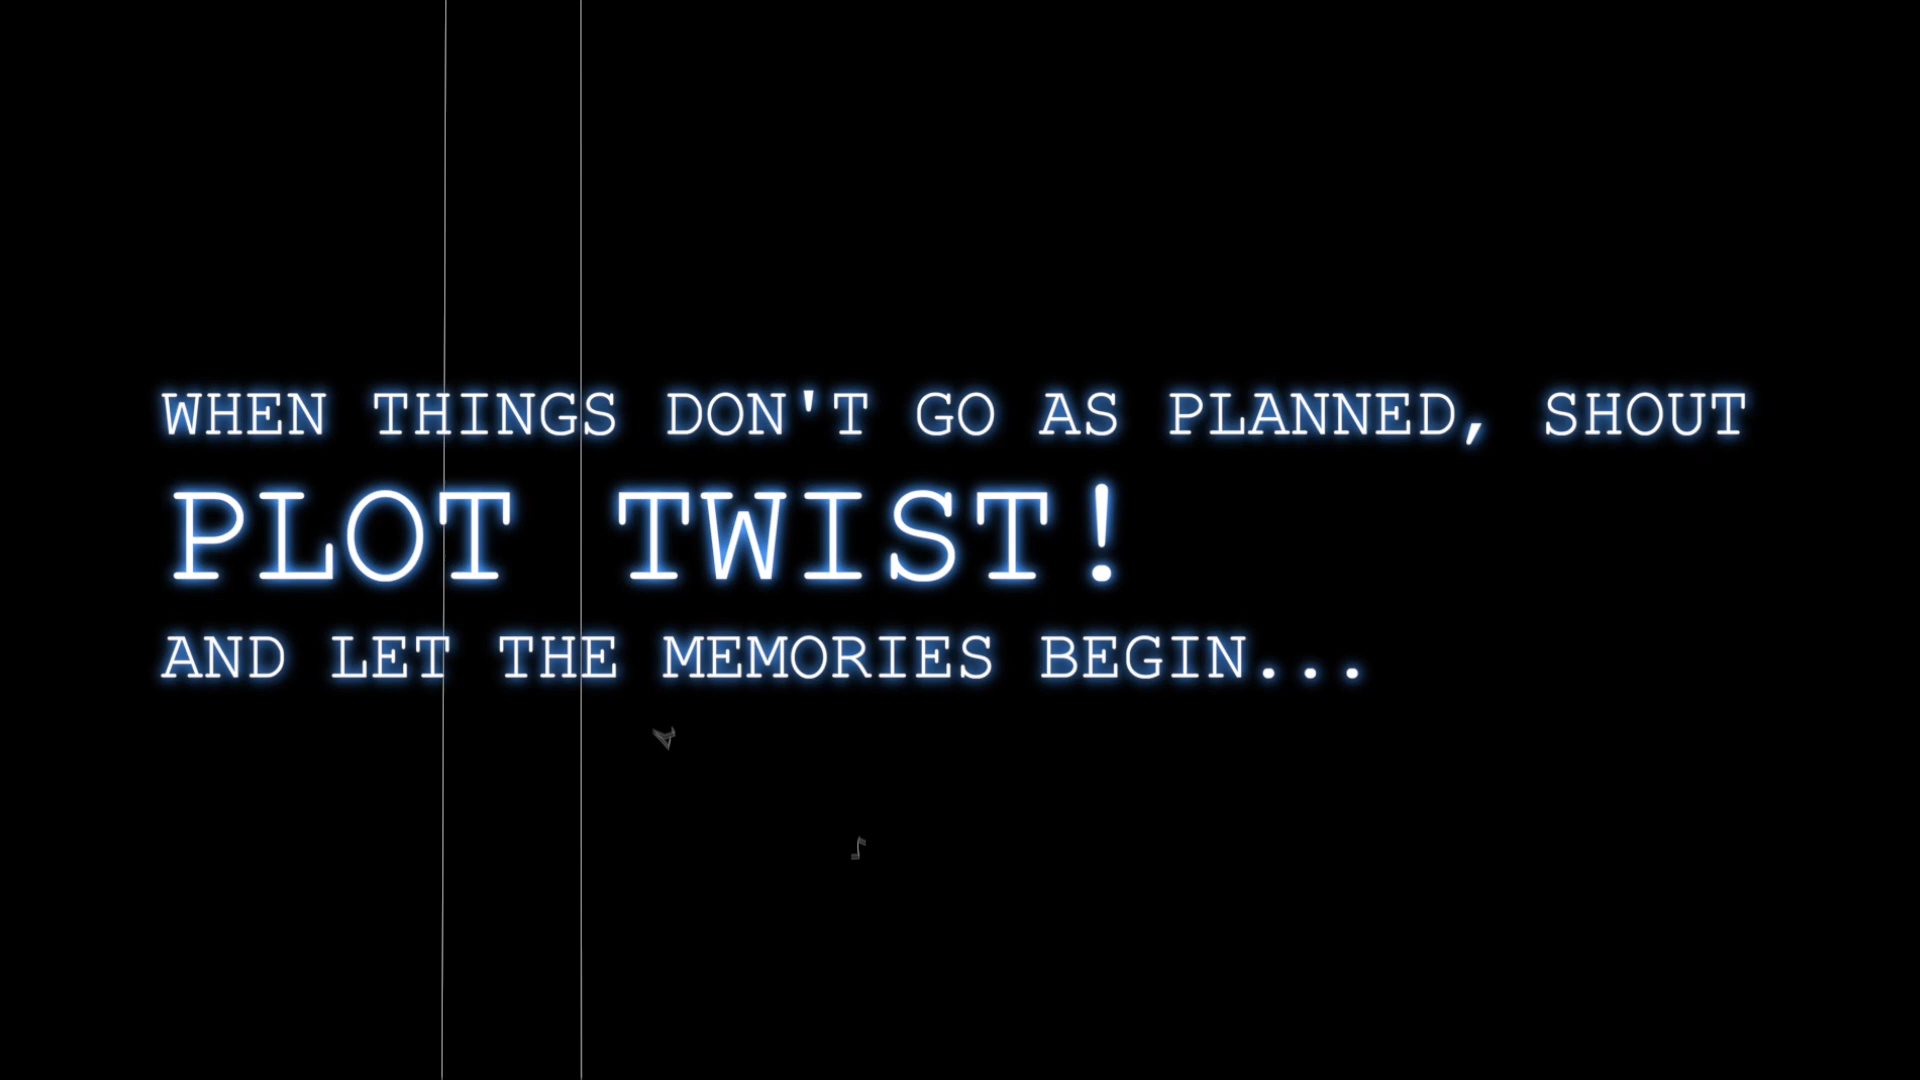 WHEN THINGS DON'T GO AS PLANNED, SHOUT
PLOT TWIST!
AND LET THE MEMORIES BEGIN...